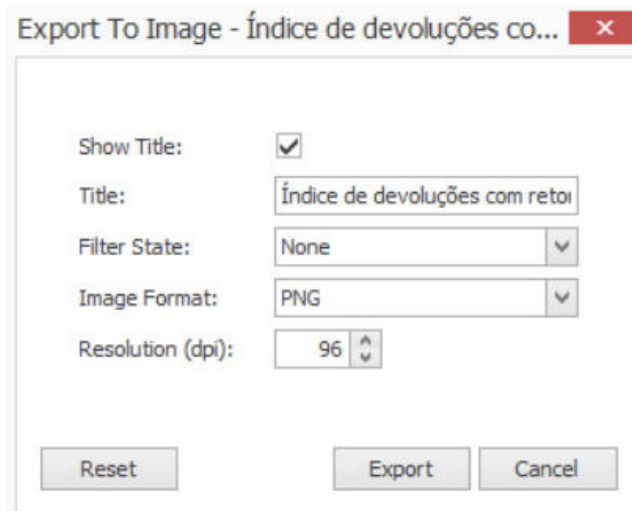 Export To Image - Índice de devoluções co...
Show Title:
Title: Índice de devoluções com retor
Filter State: None
Image Format: PNG
Resolution (dpi): 96
Reset Export Cancel